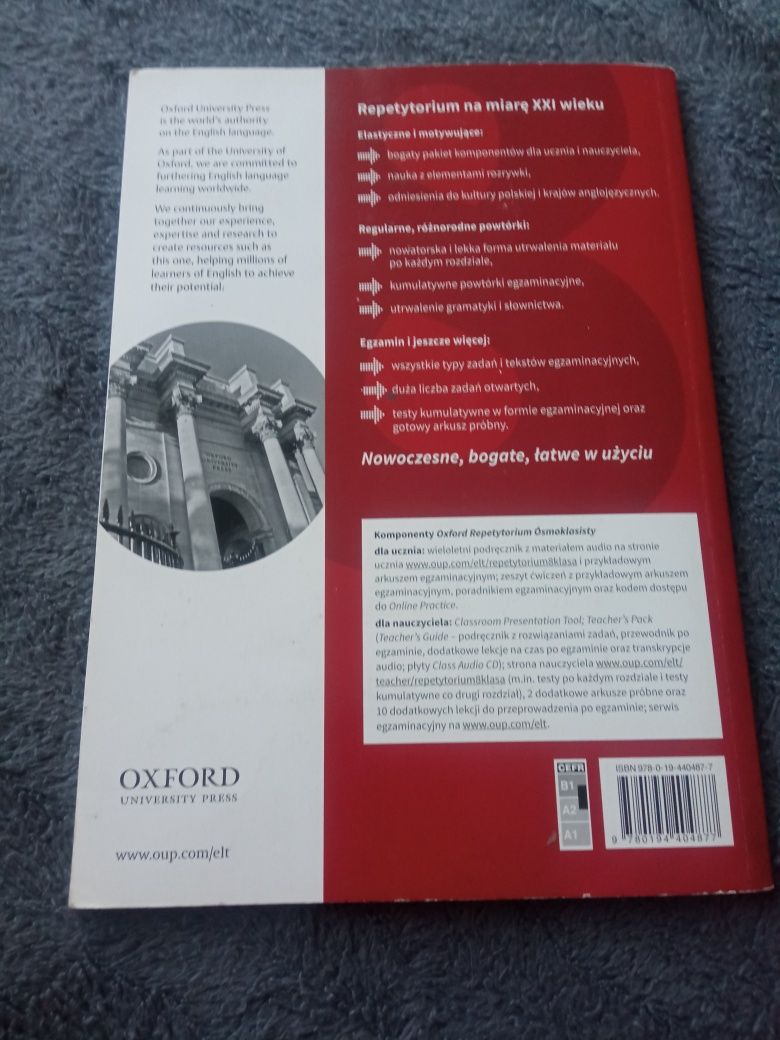 Oxford University Press
is the world's authority
on the English language.
As part of the University of
Oxford, we are committed to
furthering English language
learning worldwide.
We continuously bring
together our experience,
expertise and research to
create resources such as
this one, helping millions of
learners of English to achieve
their potential.
OXFORD
UNIVERSITY
PRESS
OXFORD
UNIVERSITY PRESS
www.oup.com/elt
Repetytorium na miarę XXI wieku
Elastyczne i motywujące:
bogaty pakiet komponentów dla ucznia i nauczyciela,
nauka z elementami rozrywki,
odniesienia do kultury polskiej i krajów anglojęzycznych.
Regularne, różnorodne powtórki:
nowatorska i lekka forma utrwalenia materiału
po każdym rozdziale,
kumulatywne powtórki egzaminacyjne,
utrwalenie gramatyki i słownictwa.
Egzamin i jeszcze więcej:
wszystkie typy zadań i tekstów egzaminacyjnych,
duża liczba zadań otwartych,
testy kumulatywne w formie egzaminacyjnej oraz
gotowy arkusz próbny.
Nowoczesne, bogate, łatwe w użyciu
Komponenty Oxford Repetytorium Ósmoklasisty
dla ucznia: wieloletni podręcznik z materiałem audio na stronie
ucznia www.oup.com/elt/repetytorium8klasa i przykładowym
arkuszem egzaminacyjnym; zeszyt ćwiczeń z przykładowym arkuszem
egzaminacyjnym, poradnikiem egzaminacyjnym oraz kodem dostępu
do Online Practice.
dla nauczyciela: Classroom Presentation Tool; Teacher's Pack
(Teacher's Guide – podręcznik z rozwiązaniami zadań, przewodnik po
egzaminie, dodatkowe lekcje na czas po egzaminie oraz transkrypcje
audio; płyty Class Audio CD); strona nauczyciela www.oup.com/elt/
teacher/repetytorium8klasa (m.in. testy po każdym rozdziale i testy
kumulatywne co drugi rozdział), 2 dodatkowe arkusze próbne oraz
10 dodatkowych lekcji do przeprowadzenia po egzaminie; serwis
egzaminacyjny na www.oup.com/elt.
CEFR
B1
A2
A1
ISBN 978-0-19-440487-7
9 780194 404877